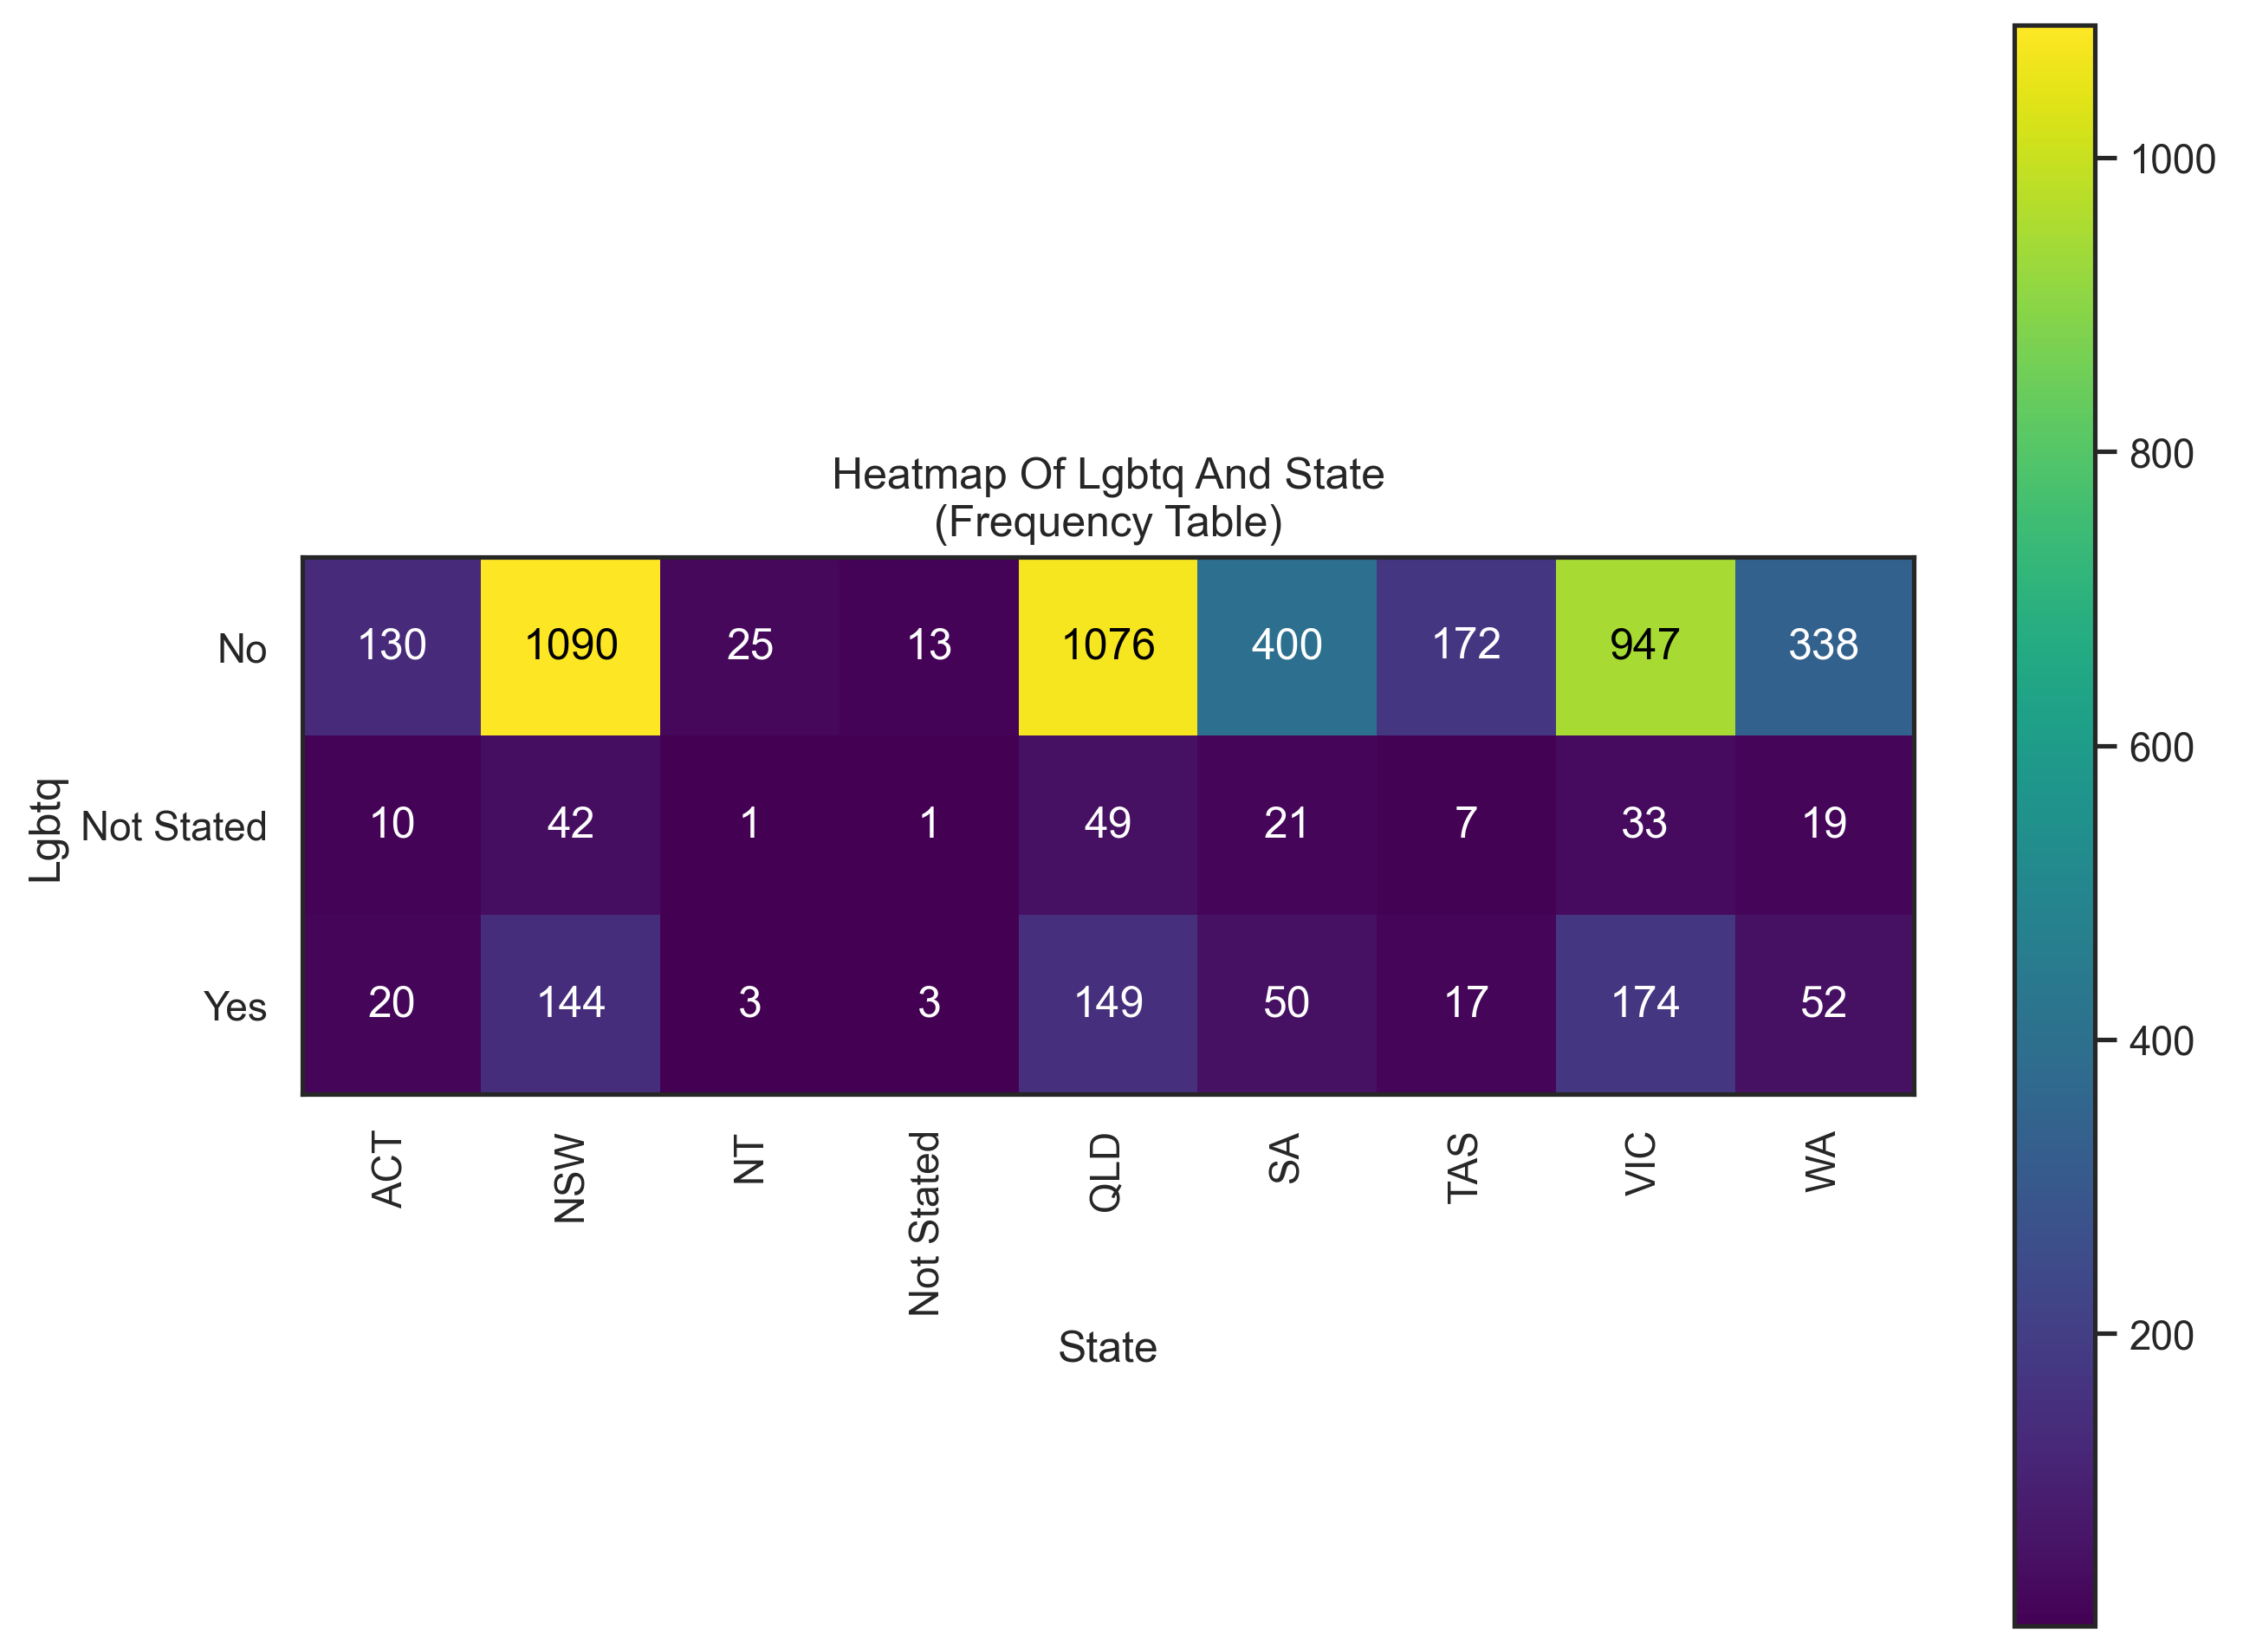 Heatmap Of Lgbtq And State
(Frequency Table)
No 130 1090 25 13 1076 400 172 947 338
Not Stated 10 42 1 1 49 21 7 33 19
Yes 20 144 3 3 149 50 17 174 52
Lgbtq
ACT NSW NT Not Stated QLD SA TAS VIC WA
State
1000
800
600
400
200